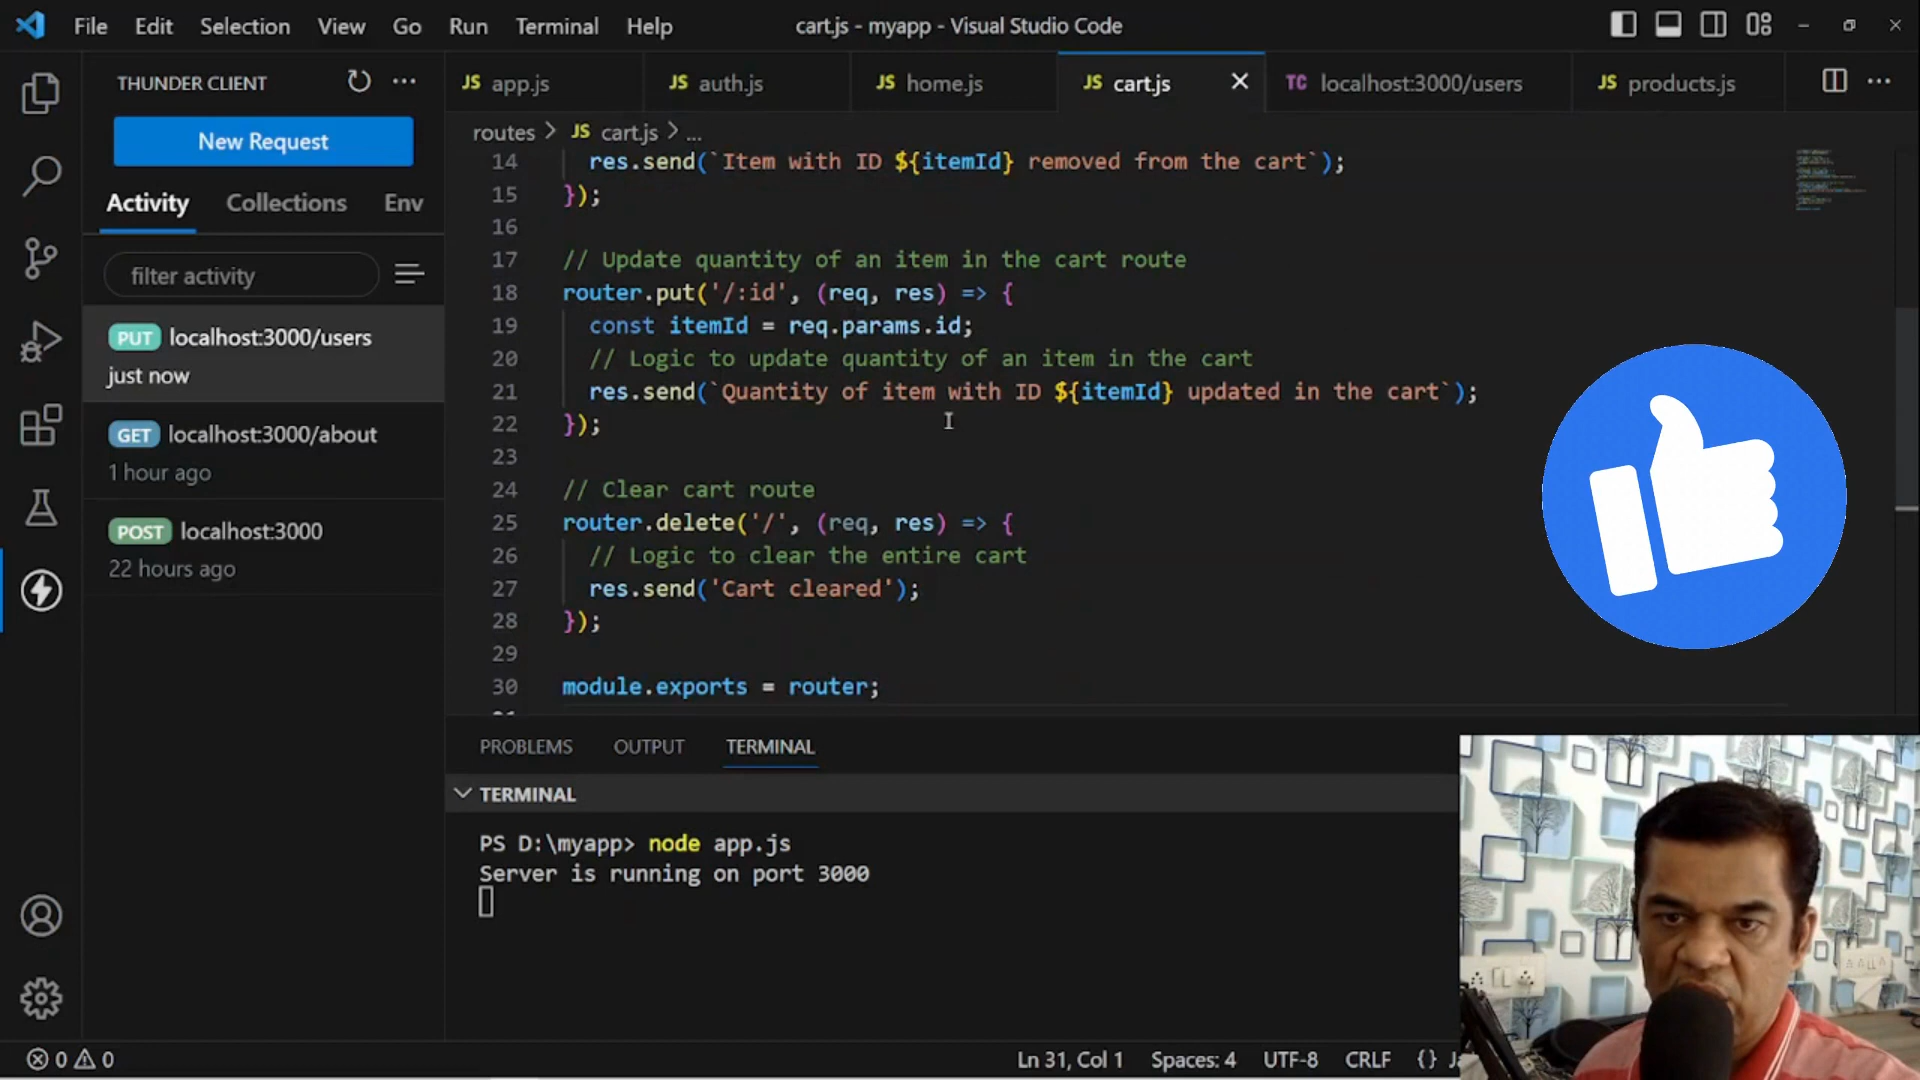 File Edit Selection View Go Run Terminal Help
cart.js - myapp - Visual Studio Code
THUNDER CLIENT
New Request
Activity Collections Env
filter activity
PUT localhost:3000/users
just now
GET localhost:3000/about
1 hour ago
POST localhost:3000
22 hours ago
JS app.js JS auth.js JS home.js JS cart.js TC localhost:3000/users JS products.js
routes > JS cart.js > ...
14 res.send(`Item with ID ${itemId} removed from the cart`);
15 });
16
17 // Update quantity of an item in the cart route
18 router.put('/:id', (req, res) => {
19 const itemId = req.params.id;
20 // Logic to update quantity of an item in the cart
21 res.send(`Quantity of item with ID ${itemId} updated in the cart`);
22 });
23
24 // Clear cart route
25 router.delete('/', (req, res) => {
26 // Logic to clear the entire cart
27 res.send('Cart cleared');
28 });
29
30 module.exports = router;
PROBLEMS OUTPUT TERMINAL
TERMINAL
PS D:\myapp> node app.js
Server is running on port 3000
0 0 Ln 31, Col 1 Spaces: 4 UTF-8 CRLF {}